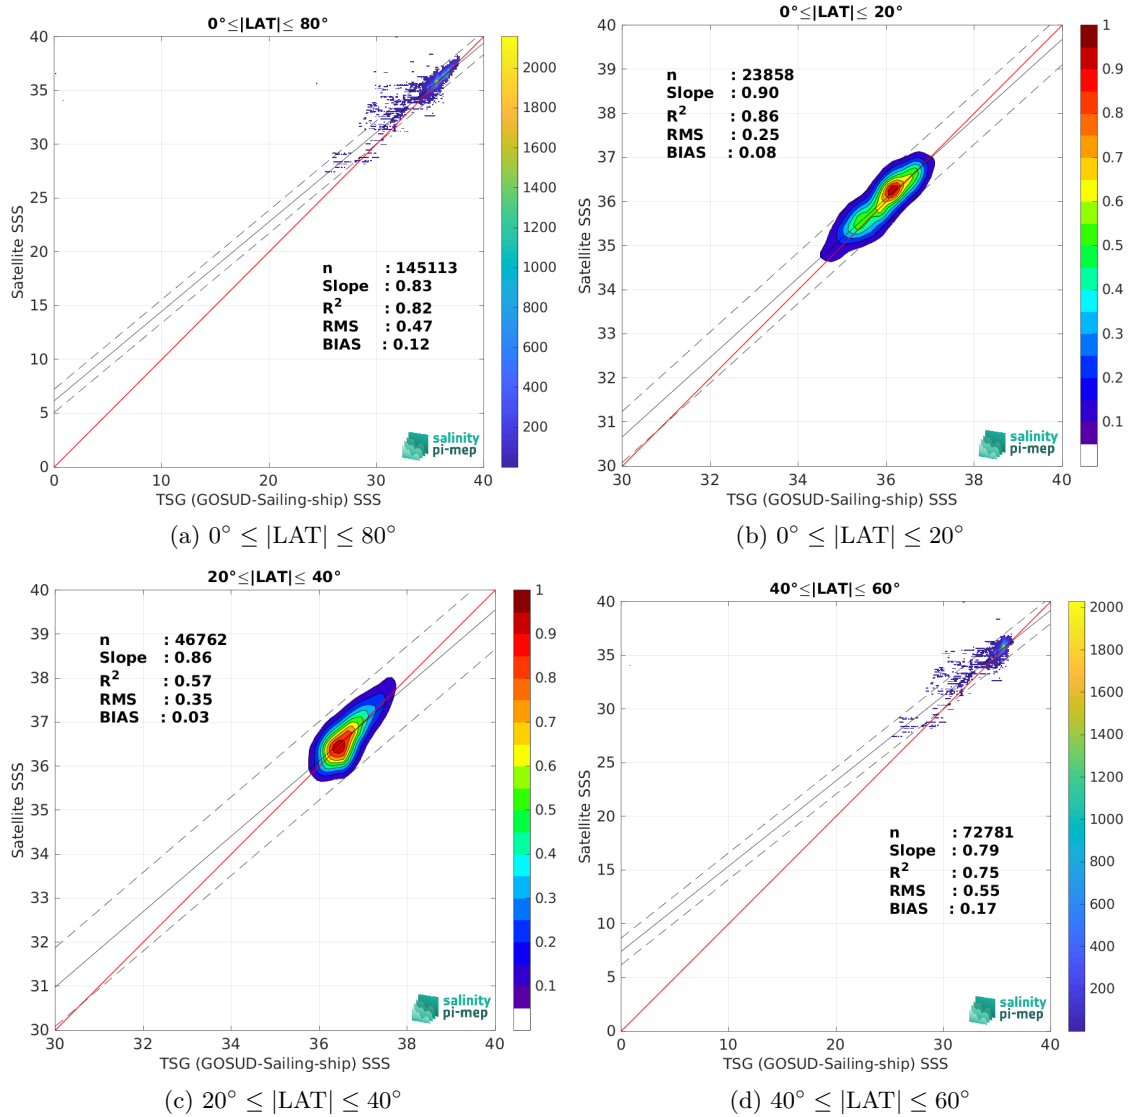 0°≤|LAT|≤ 80°
40
35
30
25
20
15
10
5
0
Satellite SSS
n : 145113
Slope : 0.83
R² : 0.82
RMS : 0.47
BIAS : 0.12
salinity
pi-mep
0 10 20 30 40
TSG (GOSUD-Sailing-ship) SSS
2000
1800
1600
1400
1200
1000
800
600
400
200
(a) 0° ≤ |LAT| ≤ 80°
0°≤|LAT|≤ 20°
40
39
38
37
36
35
34
33
32
31
30
Satellite SSS
n : 23858
Slope : 0.90
R² : 0.86
RMS : 0.25
BIAS : 0.08
salinity
pi-mep
30 32 34 36 38 40
TSG (GOSUD-Sailing-ship) SSS
1
0.9
0.8
0.7
0.6
0.5
0.4
0.3
0.2
0.1
(b) 0° ≤ |LAT| ≤ 20°
20°≤|LAT|≤ 40°
40
39
38
37
36
35
34
33
32
31
30
Satellite SSS
n : 46762
Slope : 0.86
R² : 0.57
RMS : 0.35
BIAS : 0.03
salinity
pi-mep
30 32 34 36 38 40
TSG (GOSUD-Sailing-ship) SSS
1
0.9
0.8
0.7
0.6
0.5
0.4
0.3
0.2
0.1
(c) 20° ≤ |LAT| ≤ 40°
40°≤|LAT|≤ 60°
40
35
30
25
20
15
10
5
0
Satellite SSS
n : 72781
Slope : 0.79
R² : 0.75
RMS : 0.55
BIAS : 0.17
salinity
pi-mep
0 10 20 30 40
TSG (GOSUD-Sailing-ship) SSS
2000
1800
1600
1400
1200
1000
800
600
400
200
(d) 40° ≤ |LAT| ≤ 60°